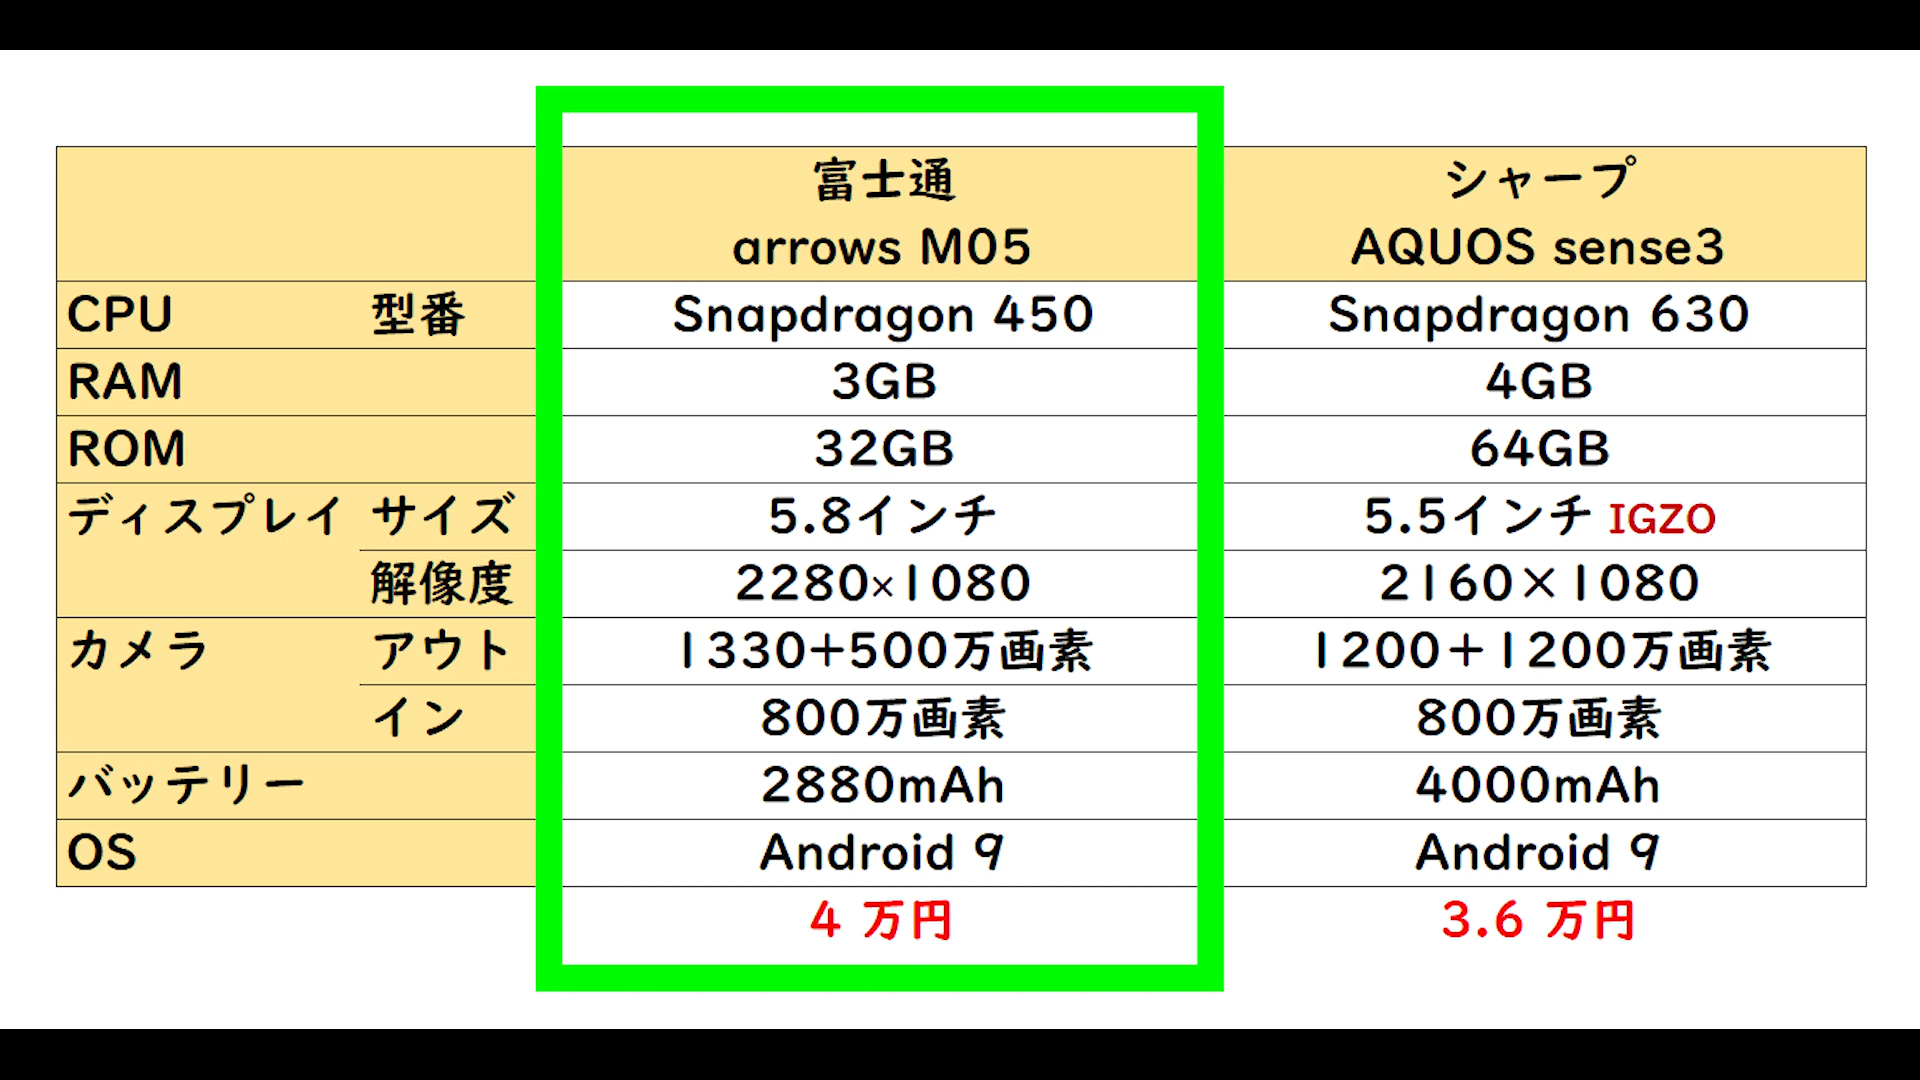 富士通 シャープ
arrows M05 AQUOS sense3
CPU 型番 Snapdragon 450 Snapdragon 630
RAM 3GB 4GB
ROM 32GB 64GB
ディスプレイ サイズ 5.8インチ 5.5インチ IGZO
解像度 2280×1080 2160×1080
カメラ アウト 1330+500万画素 1200+1200万画素
イン 800万画素 800万画素
バッテリー 2880mAh 4000mAh
OS Android 9 Android 9
4 万円 3.6 万円